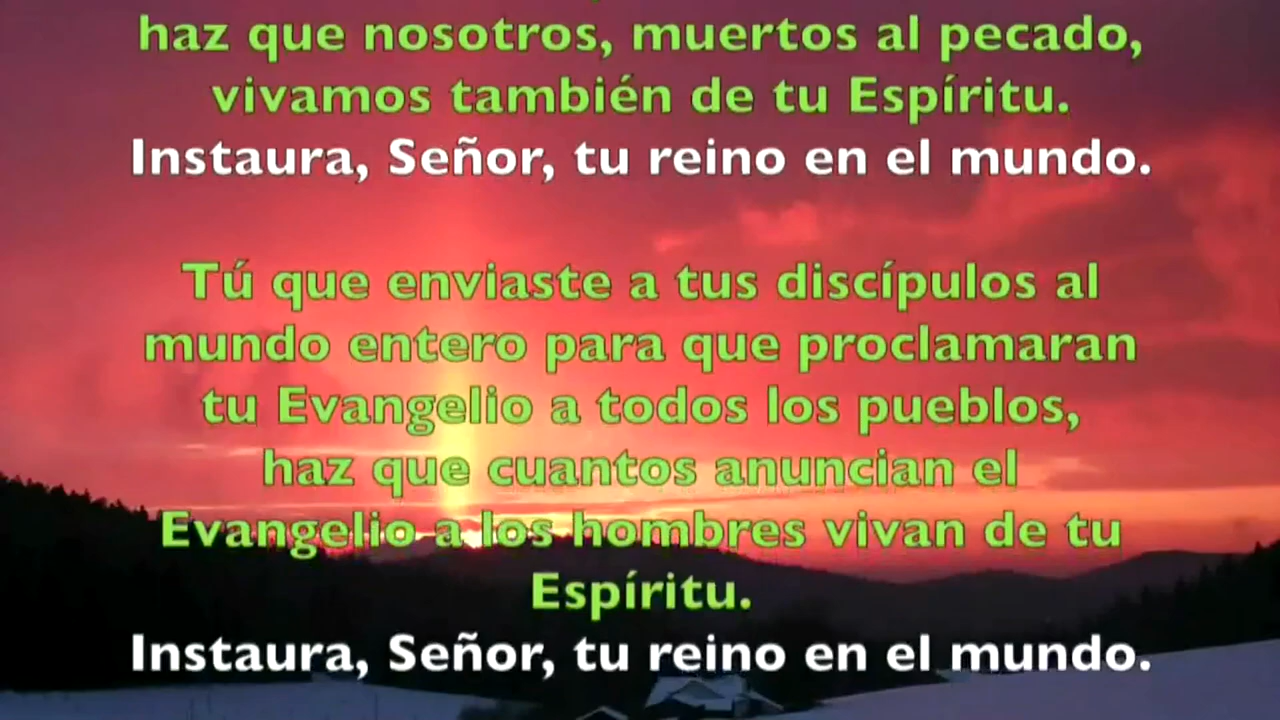 haz que nosotros, muertos al pecado,
vivamos también de tu Espíritu.
Instaura, Señor, tu reino en el mundo.
Tú que enviaste a tus discípulos al
mundo entero para que proclamaran
tu Evangelio a todos los pueblos,
haz que cuantos anuncian el
Evangelio a los hombres vivan de tu
Espíritu.
Instaura, Señor, tu reino en el mundo.